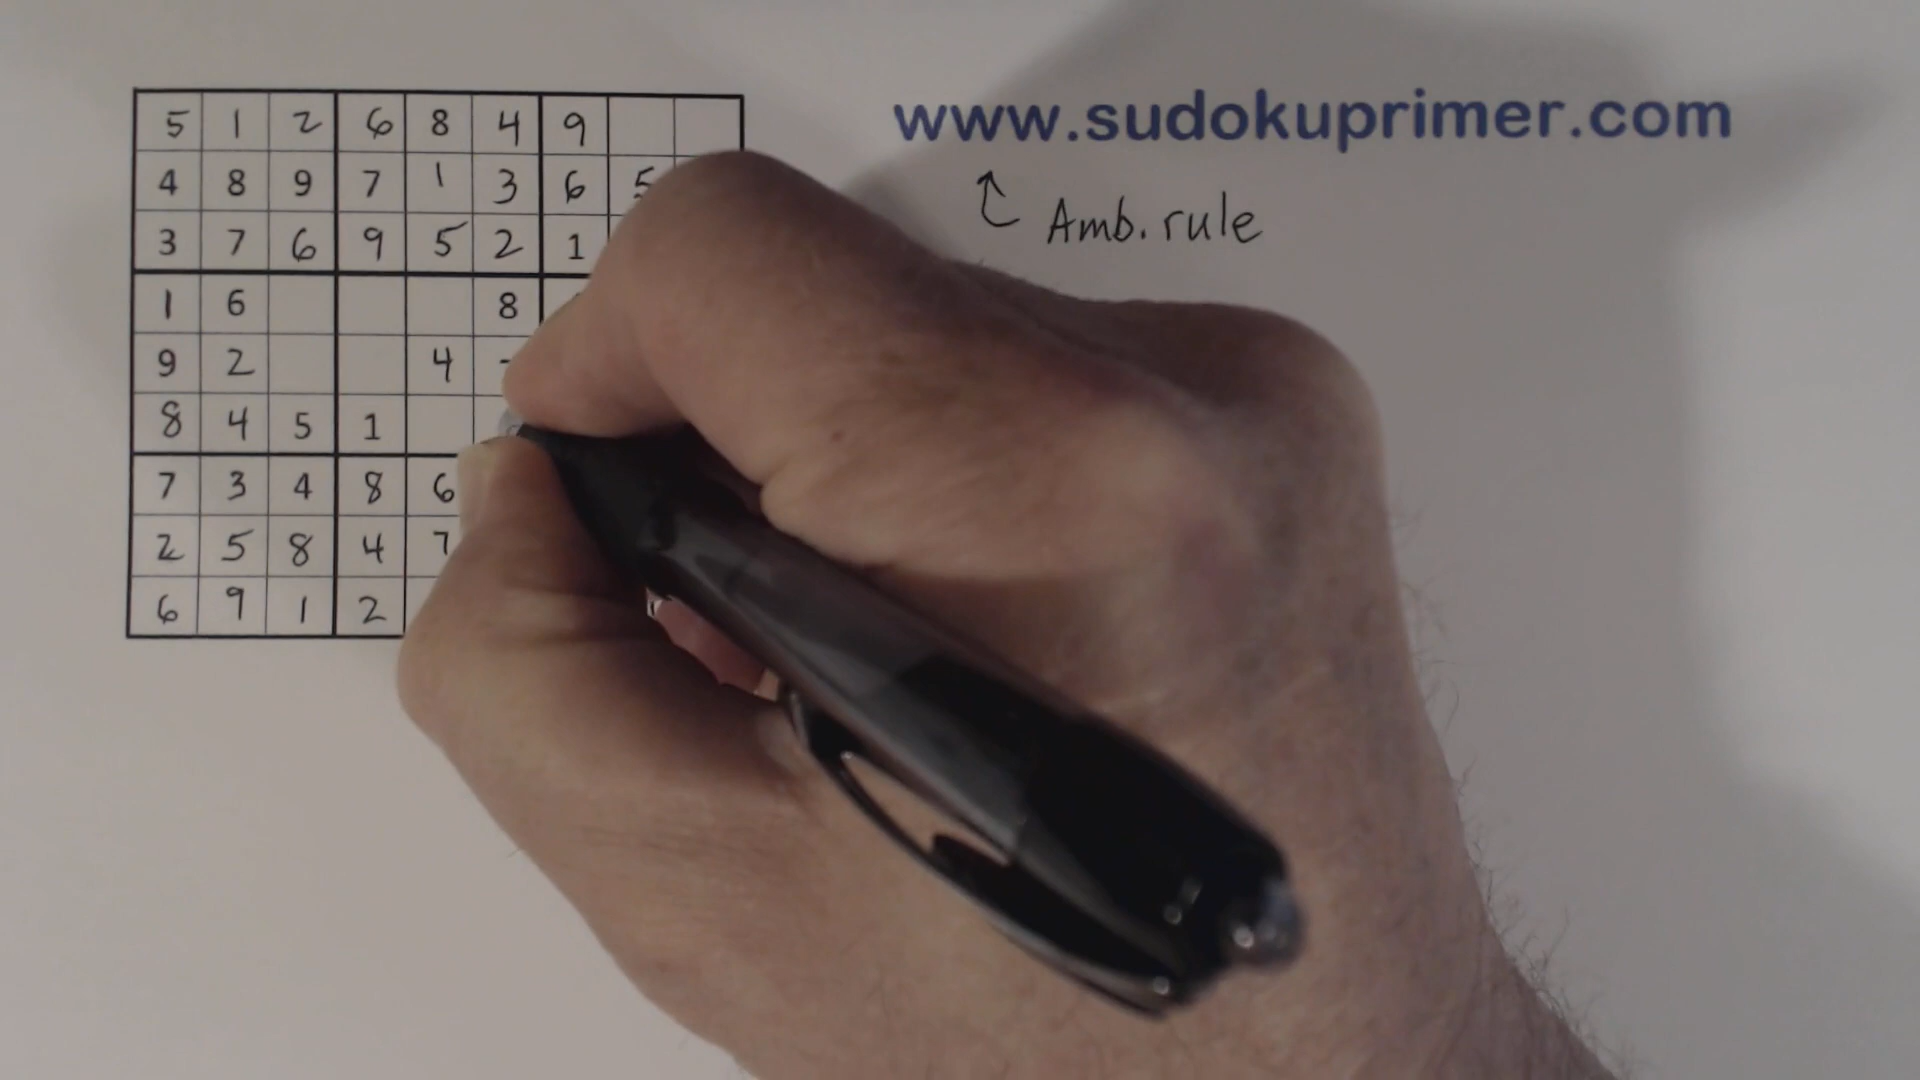 www.sudokuprimer.com
Amb. rule
5 1 2 6 8 4 9
4 8 9 7 1 3 6 5
3 7 6 9 5 2 1
1 6 8
9 2 4
8 4 5 1
7 3 4 8 6
2 5 8 4 7
6 9 1 2